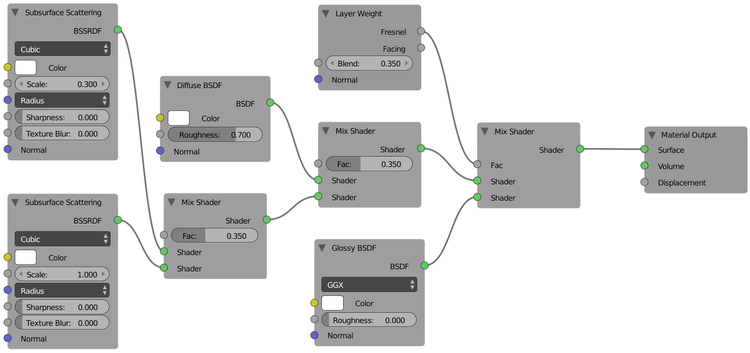 Subsurface Scattering
BSSRDF
Cubic
Color
Scale: 0.300
Radius
Sharpness: 0.000
Texture Blur: 0.000
Normal
Subsurface Scattering
BSSRDF
Cubic
Color
Scale: 1.000
Radius
Sharpness: 0.000
Texture Blur: 0.000
Normal
Diffuse BSDF
BSDF
Color
Roughness: 0.700
Normal
Mix Shader
Shader
Fac: 0.350
Shader
Shader
Layer Weight
Fresnel
Facing
Blend: 0.350
Normal
Mix Shader
Shader
Fac: 0.350
Shader
Shader
Glossy BSDF
BSDF
GGX
Color
Roughness: 0.000
Normal
Mix Shader
Shader
Fac
Shader
Shader
Material Output
Surface
Volume
Displacement